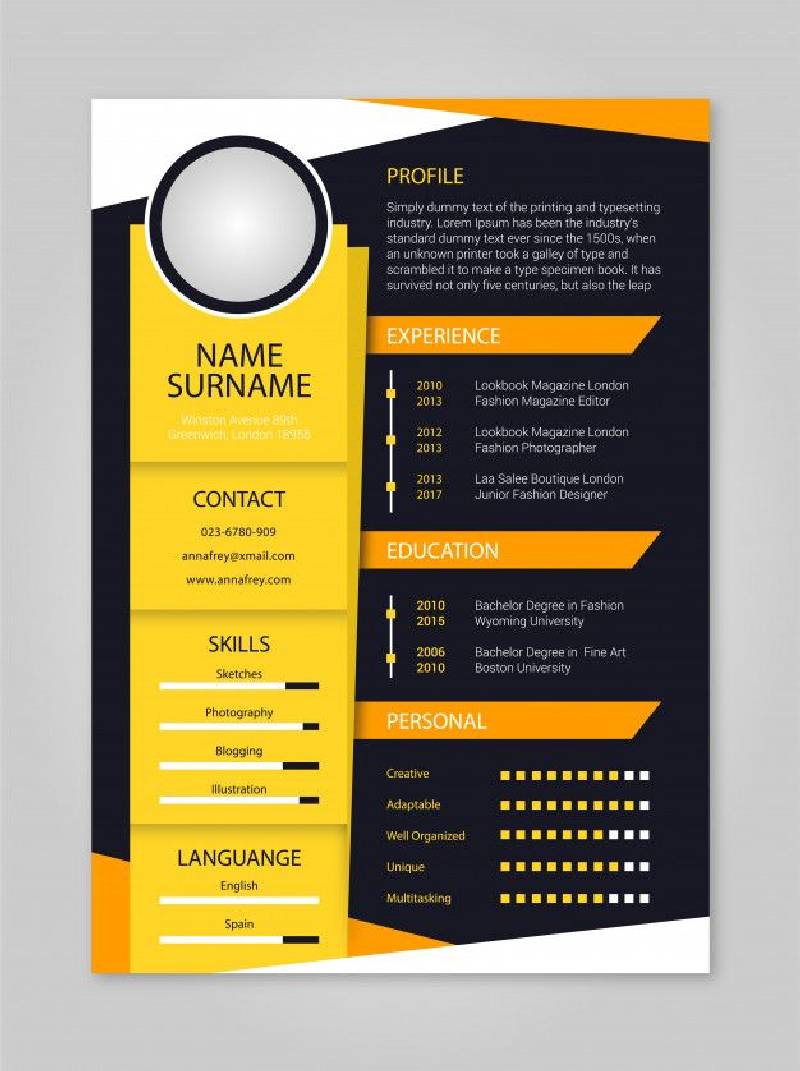 NAME
SURNAME
Winston Avenue 89th
Greenwich, London 18956
CONTACT
023-6780-909
annafrey@xmail.com
www.annafrey.com
SKILLS
Sketches
Photography
Blogging
Illustration
LANGUANGE
English
Spain
PROFILE
Simply dummy text of the printing and typesetting
industry. Lorem Ipsum has been the industry's
standard dummy text ever since the 1500s, when
an unknown printer took a galley of type and
scrambled it to make a type specimen book. It has
survived not only five centuries, but also the leap
EXPERIENCE
2010 Lookbook Magazine London
2013 Fashion Magazine Editor
2012 Lookbook Magazine London
2013 Fashion Photographer
2013 Laa Salee Boutique London
2017 Junior Fashion Designer
EDUCATION
2010 Bachelor Degree in Fashion
2015 Wyoming University
2006 Bachelor Degree in Fine Art
2010 Boston University
PERSONAL
Creative
Adaptable
Well Organized
Unique
Multitasking